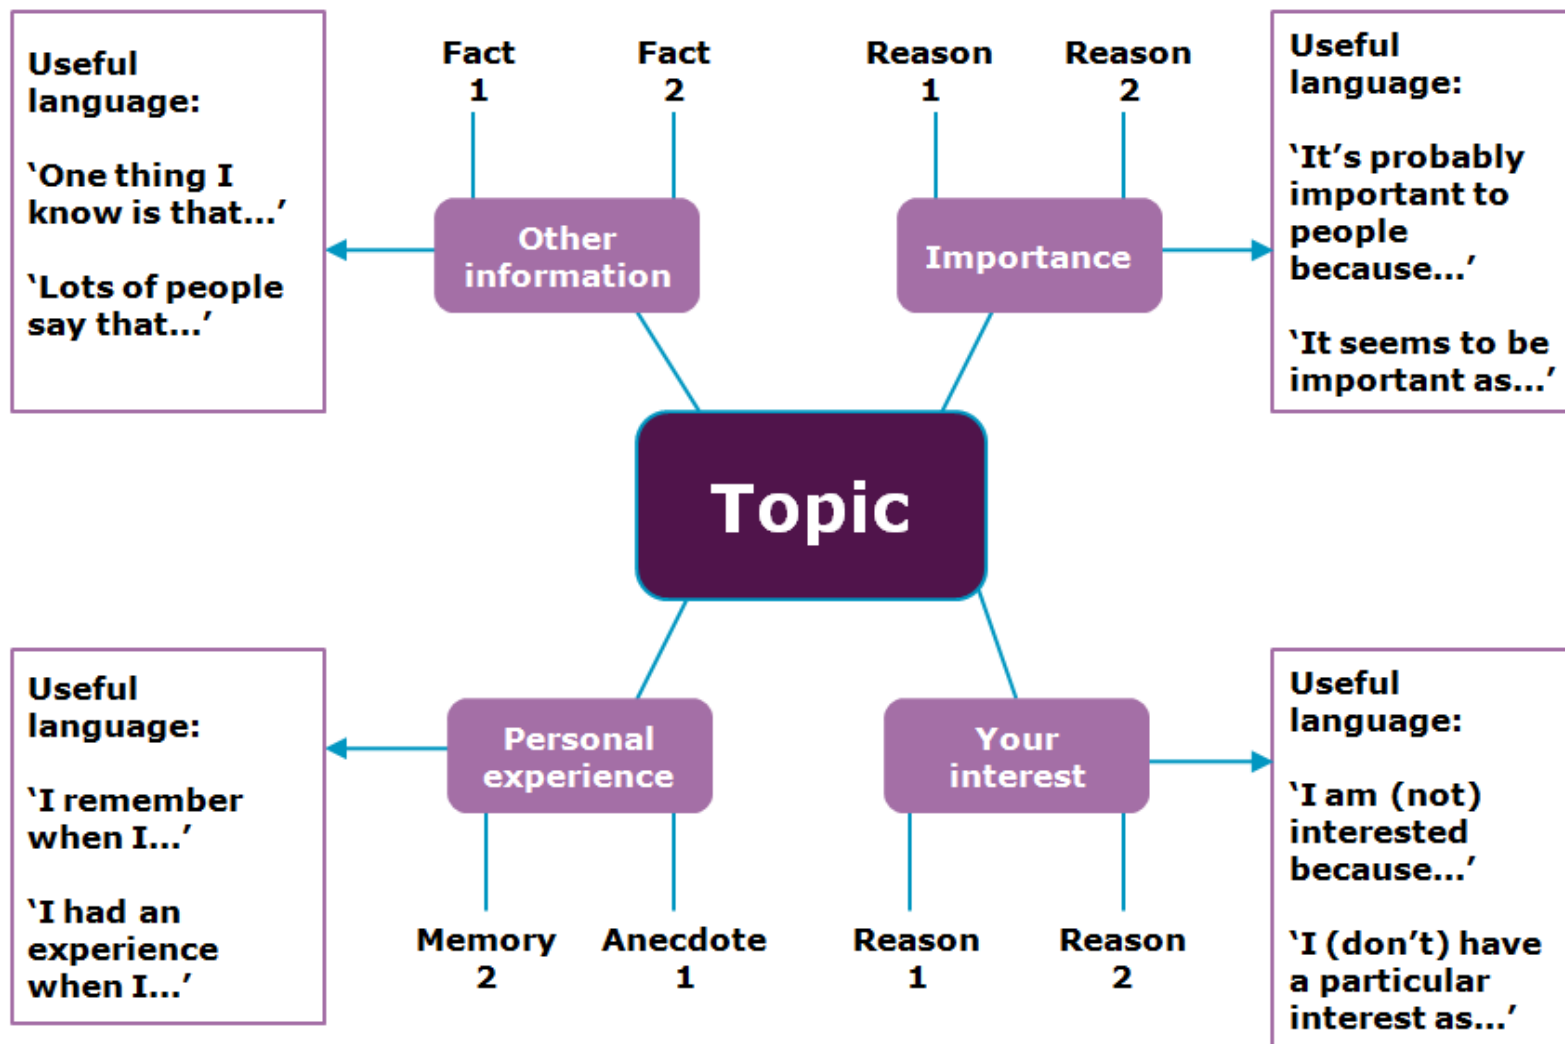 Useful
language:
‘One thing I
know is that...’
‘Lots of people
say that...’
Fact
1
Fact
2
Other
information
Reason
1
Reason
2
Importance
Useful
language:
‘It’s probably
important to
people
because...’
‘It seems to be
important as...’
Topic
Useful
language:
‘I remember
when I...’
‘I had an
experience
when I...’
Personal
experience
Memory
2
Anecdote
1
Your
interest
Reason
1
Reason
2
Useful
language:
‘I am (not)
interested
because...’
‘I (don’t) have
a particular
interest as...’